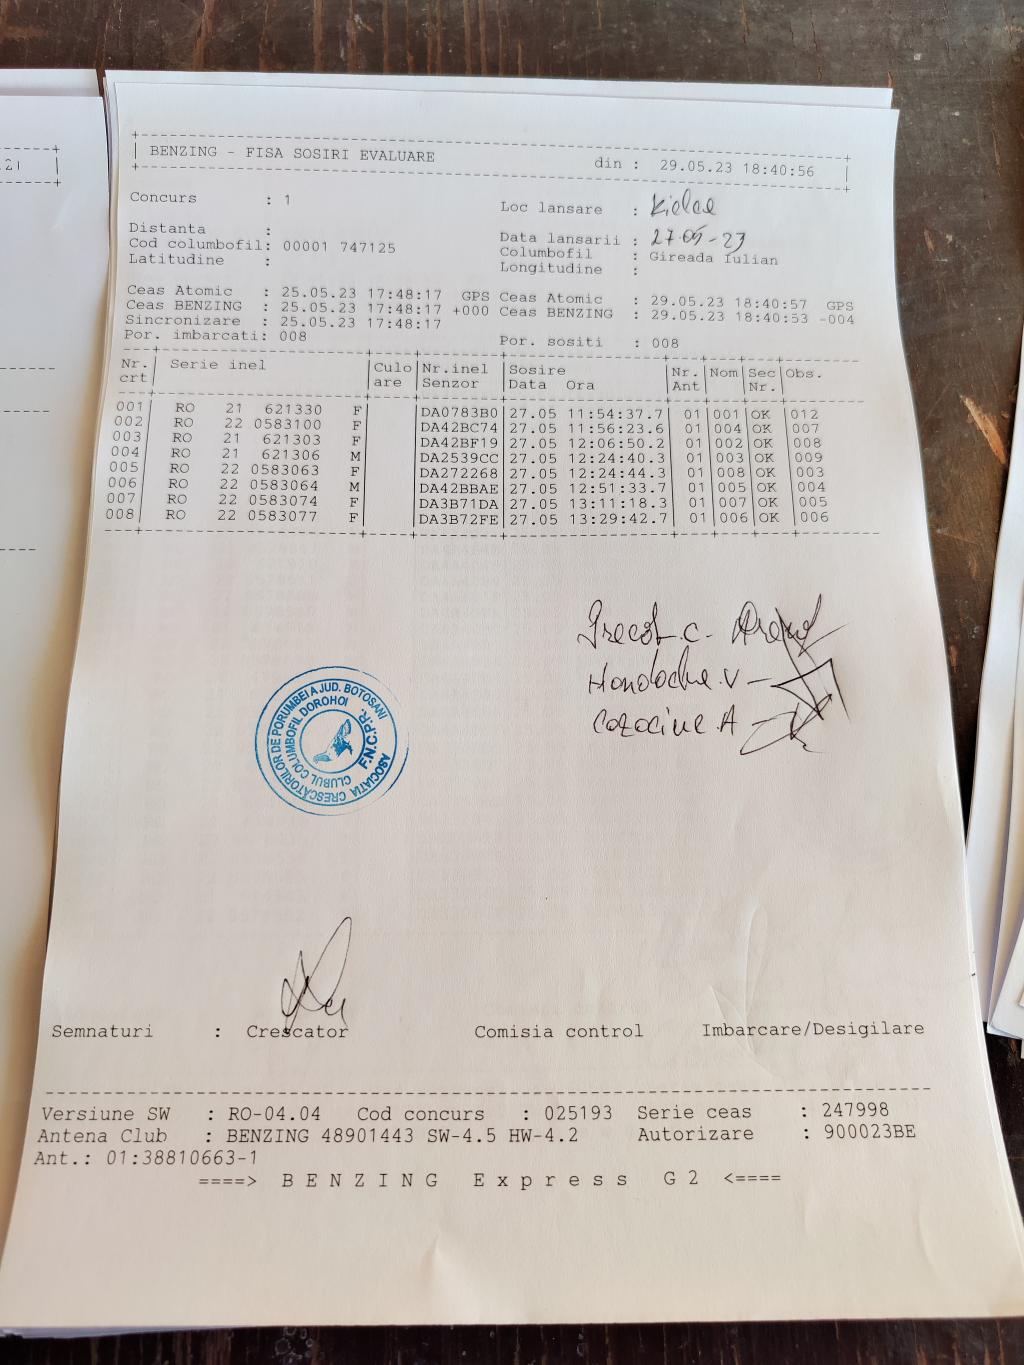 21
BENZING - FISA SOSIRI EVALUARE din : 29.05.23 18:40:56
Concurs : 1 Loc lansare : Kielce
Distanta : Data lansarii : 27.05-23
Cod columbofil: 00001 747125 Columbofil : Gireada Iulian
Latitudine : Longitudine :
Ceas Atomic : 25.05.23 17:48:17 GPS Ceas Atomic : 29.05.23 18:40:57 GPS
Ceas BENZING : 25.05.23 17:48:17 +000 Ceas BENZING : 29.05.23 18:40:53 -004
Sincronizare : 25.05.23 17:48:17
Por. imbarcati: 008 Por. sositi : 008
Nr. Serie inel Culo Nr.inel Sosire Nr. Nom Sec Obs.
crt are Senzor Data Ora Ant Nr.
001 RO 21 621330 F DA0783B0 27.05 11:54:37.7 01 001 OK 012
002 RO 22 0583100 F DA42BC74 27.05 11:56:23.6 01 004 OK 007
003 RO 21 621303 F DA42BF19 27.05 12:06:50.2 01 002 OK 008
004 RO 21 621306 M DA2539CC 27.05 12:24:40.3 01 003 OK 009
005 RO 22 0583063 F DA272268 27.05 12:24:44.3 01 008 OK 003
006 RO 22 0583064 M DA42BBAE 27.05 12:51:33.7 01 005 OK 004
007 RO 22 0583074 F DA3B71DA 27.05 13:11:18.3 01 007 OK 005
008 RO 22 0583077 F DA3B72FE 27.05 13:29:42.7 01 006 OK 006
C.
V
A
ASOCIATIA CRESCĂTORILOR DE PORUMBEI A JUD. BOTOSANI
CLUBUL COLUMBOFIL DOROHOI
F.N.C.P.R.
Semnaturi : Crescator Comisia control Imbarcare/Desigilare
Versiune SW : RO-04.04 Cod concurs : 025193 Serie ceas : 247998
Antena Club : BENZING 48901443 SW-4.5 HW-4.2 Autorizare : 900023BE
Ant.: 01:38810663-1
====> B E N Z I N G E x p r e s s G 2 <====